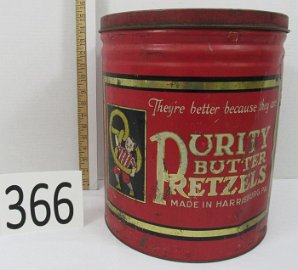 They're better because they are
PURITY
BUTTER
PRETZELS
MADE IN HARRISBURG, PA.
366